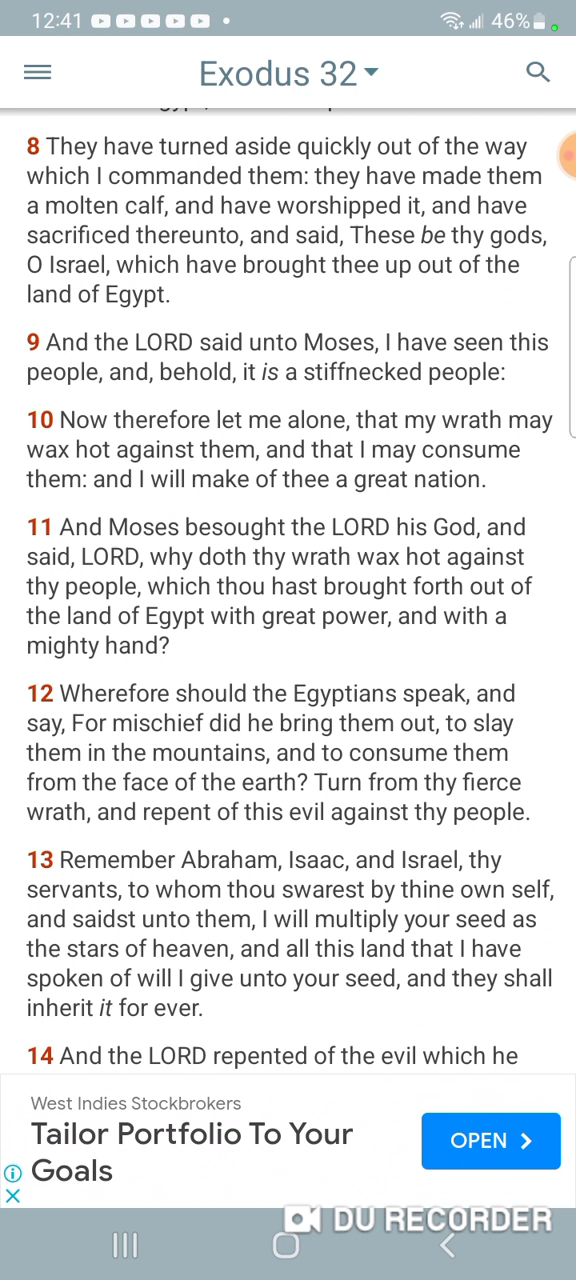 12:41
46%
Exodus 32
8 They have turned aside quickly out of the way
which I commanded them: they have made them
a molten calf, and have worshipped it, and have
sacrificed thereunto, and said, These be thy gods,
O Israel, which have brought thee up out of the
land of Egypt.
9 And the LORD said unto Moses, I have seen this
people, and, behold, it is a stiffnecked people:
10 Now therefore let me alone, that my wrath may
wax hot against them, and that I may consume
them: and I will make of thee a great nation.
11 And Moses besought the LORD his God, and
said, LORD, why doth thy wrath wax hot against
thy people, which thou hast brought forth out of
the land of Egypt with great power, and with a
mighty hand?
12 Wherefore should the Egyptians speak, and
say, For mischief did he bring them out, to slay
them in the mountains, and to consume them
from the face of the earth? Turn from thy fierce
wrath, and repent of this evil against thy people.
13 Remember Abraham, Isaac, and Israel, thy
servants, to whom thou swarest by thine own self,
and saidst unto them, I will multiply your seed as
the stars of heaven, and all this land that I have
spoken of will I give unto your seed, and they shall
inherit it for ever.
14 And the LORD repented of the evil which he
West Indies Stockbrokers
Tailor Portfolio To Your
Goals
OPEN
DU RECORDER